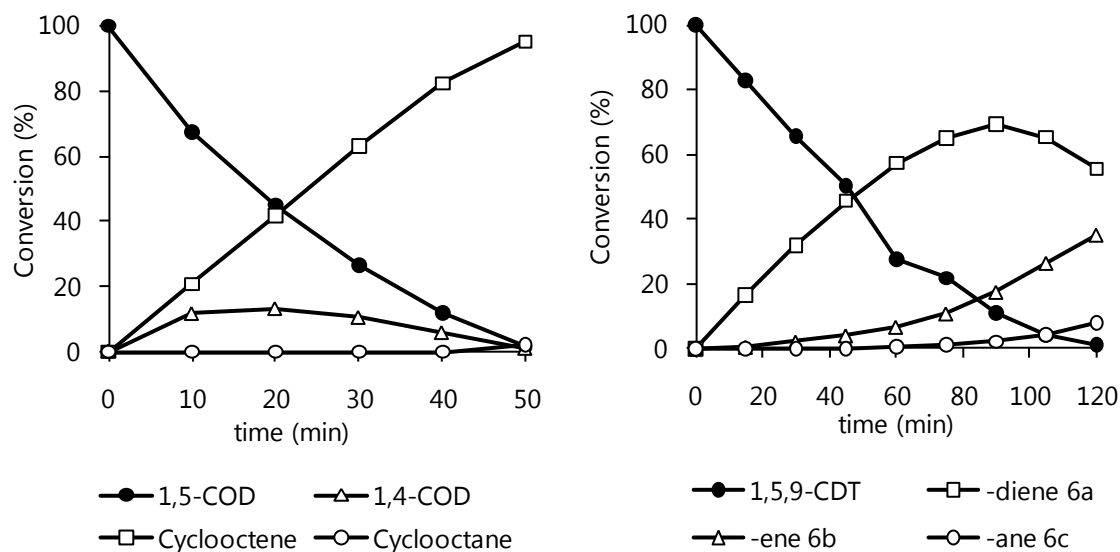 Conversion (%)
100
80
60
40
20
0
0 10 20 30 40 50
time (min)
1,5-COD 1,4-COD
Cyclooctene Cyclooctane
Conversion (%)
100
80
60
40
20
0
0 20 40 60 80 100 120
time (min)
1,5,9-CDT -diene 6a
-ene 6b -ane 6c